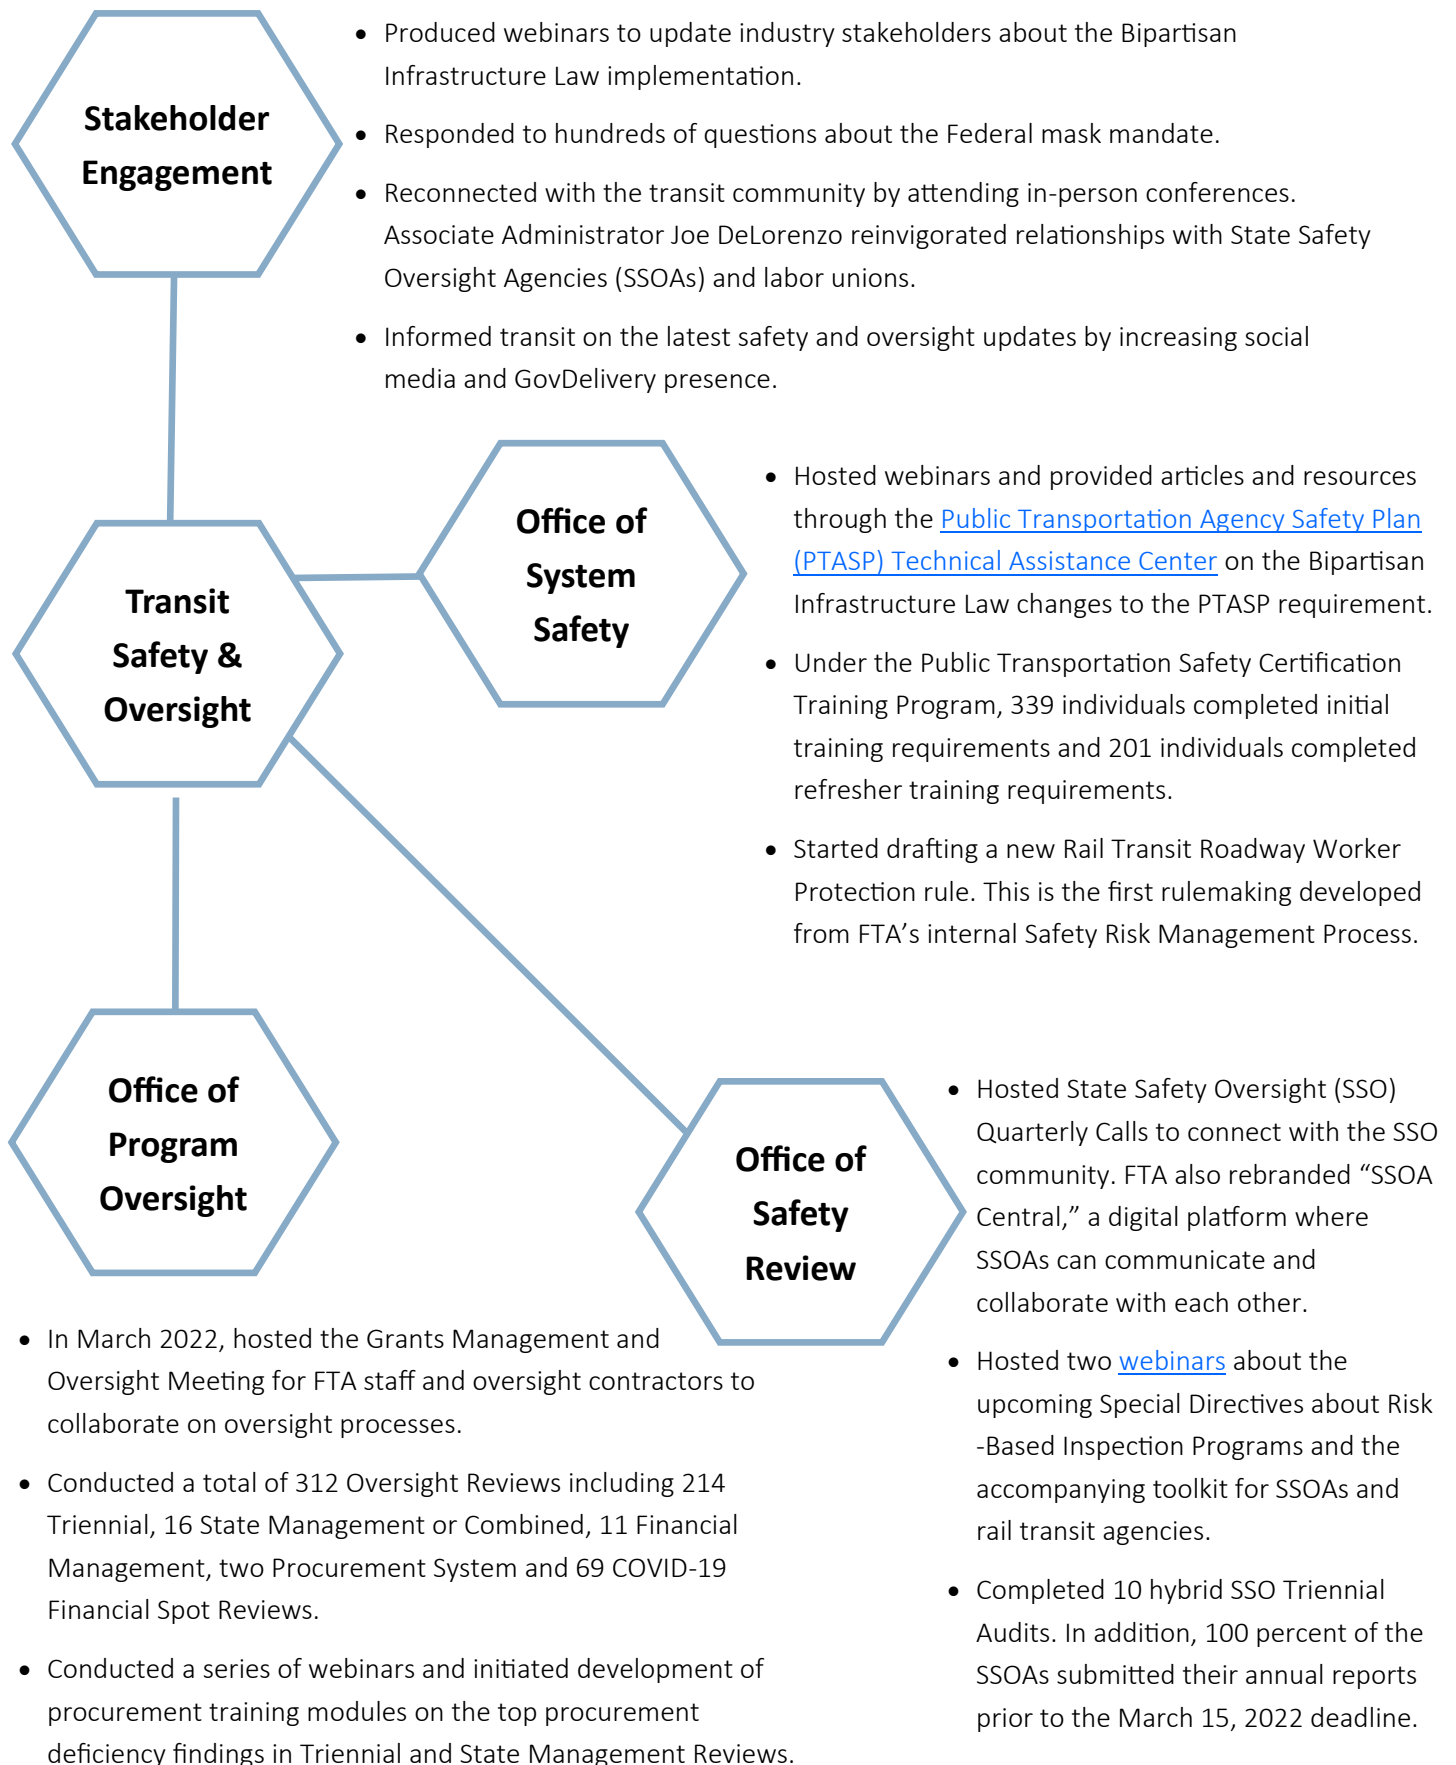 Stakeholder
Engagement
• Produced webinars to update industry stakeholders about the Bipartisan
Infrastructure Law implementation.
• Responded to hundreds of questions about the Federal mask mandate.
• Reconnected with the transit community by attending in-person conferences.
Associate Administrator Joe DeLorenzo reinvigorated relationships with State Safety
Oversight Agencies (SSOAs) and labor unions.
• Informed transit on the latest safety and oversight updates by increasing social
media and GovDelivery presence.
Transit
Safety &
Oversight
Office of
System
Safety
• Hosted webinars and provided articles and resources
through the Public Transportation Agency Safety Plan
(PTASP) Technical Assistance Center on the Bipartisan
Infrastructure Law changes to the PTASP requirement.
• Under the Public Transportation Safety Certification
Training Program, 339 individuals completed initial
training requirements and 201 individuals completed
refresher training requirements.
• Started drafting a new Rail Transit Roadway Worker
Protection rule. This is the first rulemaking developed
from FTA’s internal Safety Risk Management Process.
Office of
Program
Oversight
• In March 2022, hosted the Grants Management and
Oversight Meeting for FTA staff and oversight contractors to
collaborate on oversight processes.
• Conducted a total of 312 Oversight Reviews including 214
Triennial, 16 State Management or Combined, 11 Financial
Management, two Procurement System and 69 COVID-19
Financial Spot Reviews.
• Conducted a series of webinars and initiated development of
procurement training modules on the top procurement
deficiency findings in Triennial and State Management Reviews.
Office of
Safety
Review
• Hosted State Safety Oversight (SSO)
Quarterly Calls to connect with the SSO
community. FTA also rebranded “SSOA
Central,” a digital platform where
SSOAs can communicate and
collaborate with each other.
• Hosted two webinars about the
upcoming Special Directives about Risk
-Based Inspection Programs and the
accompanying toolkit for SSOAs and
rail transit agencies.
• Completed 10 hybrid SSO Triennial
Audits. In addition, 100 percent of the
SSOAs submitted their annual reports
prior to the March 15, 2022 deadline.